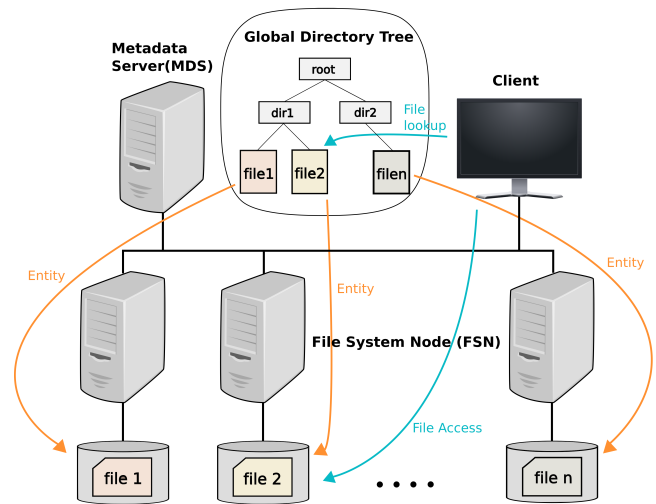 Global Directory Tree
Metadata
Server(MDS)
root
Client
dir1
dir2
File
lookup
file1
file2
filen
Entity
Entity
Entity
File System Node (FSN)
File Access
file 1
file 2
file n